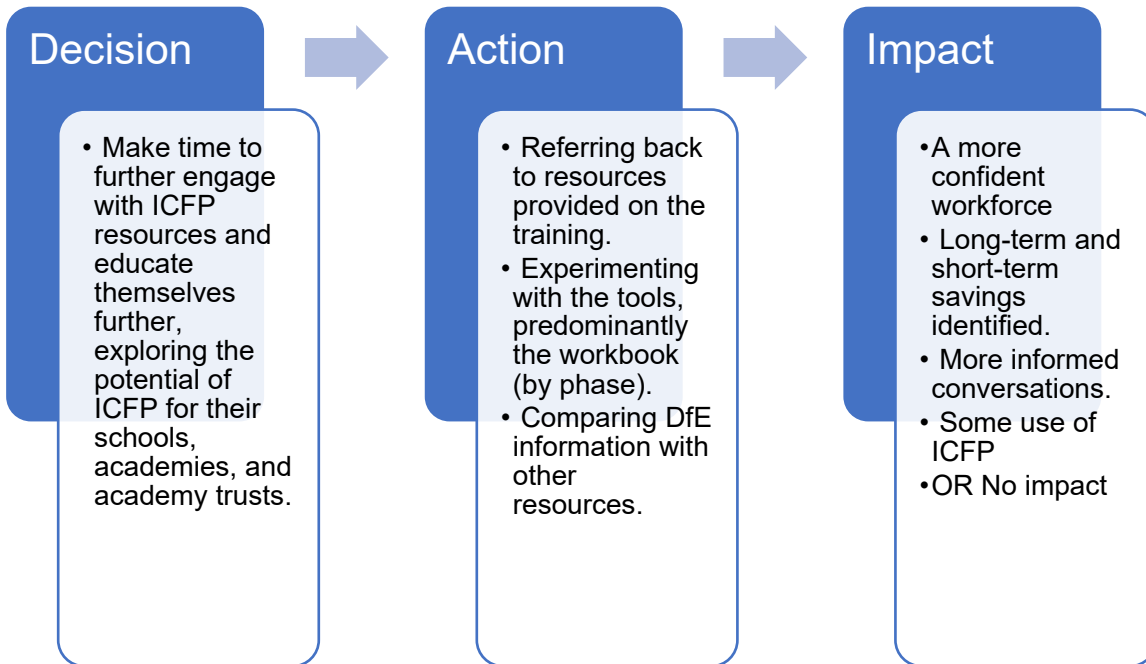 Decision
• Make time to
further engage
with ICFP
resources and
educate
themselves
further,
exploring the
potential of
ICFP for their
schools,
academies, and
academy trusts.
Action
• Referring back
to resources
provided on the
training.
• Experimenting
with the tools,
predominantly
the workbook
(by phase).
• Comparing DfE
information with
other
resources.
Impact
•A more
confident
workforce
• Long-term and
short-term
savings
identified.
• More informed
conversations.
• Some use of
ICFP
•OR No impact